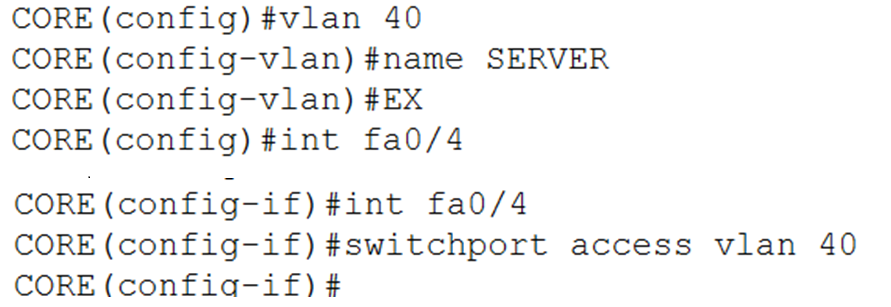 CORE(config)#vlan 40
CORE(config-vlan)#name SERVER
CORE(config-vlan)#EX
CORE(config)#int fa0/4
CORE(config-if)#int fa0/4
CORE(config-if)#switchport access vlan 40
CORE(config-if)#